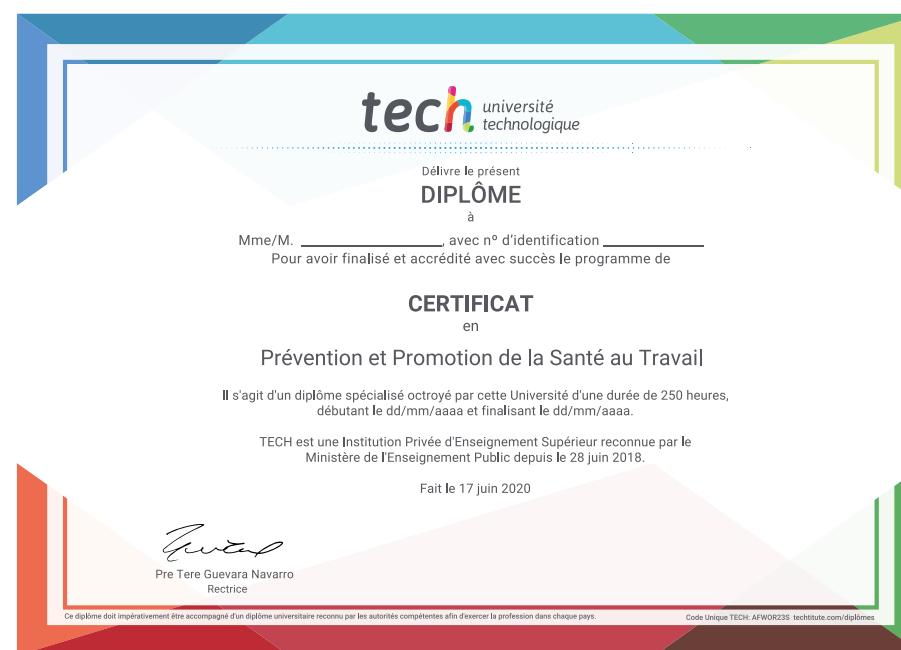 tech université
technologique
Délivre le présent
DIPLÔME
à
Mme/M. ____________________, avec nº d'identification ______________
Pour avoir finalisé et accrédité avec succès le programme de
CERTIFICAT
en
Prévention et Promotion de la Santé au Travail
Il s'agit d'un diplôme spécialisé octroyé par cette Université d'une durée de 250 heures,
débutant le dd/mm/aaaa et finalisant le dd/mm/aaaa.
TECH est une Institution Privée d'Enseignement Supérieur reconnue par le
Ministère de l'Enseignement Public depuis le 28 juin 2018.
Fait le 17 juin 2020
Pre Tere Guevara Navarro
Rectrice
Ce diplôme doit impérativement être accompagné d'un diplôme universitaire reconnu par les autorités compétentes afin d'exercer la profession dans chaque pays.
Code Unique TECH: AFWOR23S techtitute.com/diplômes